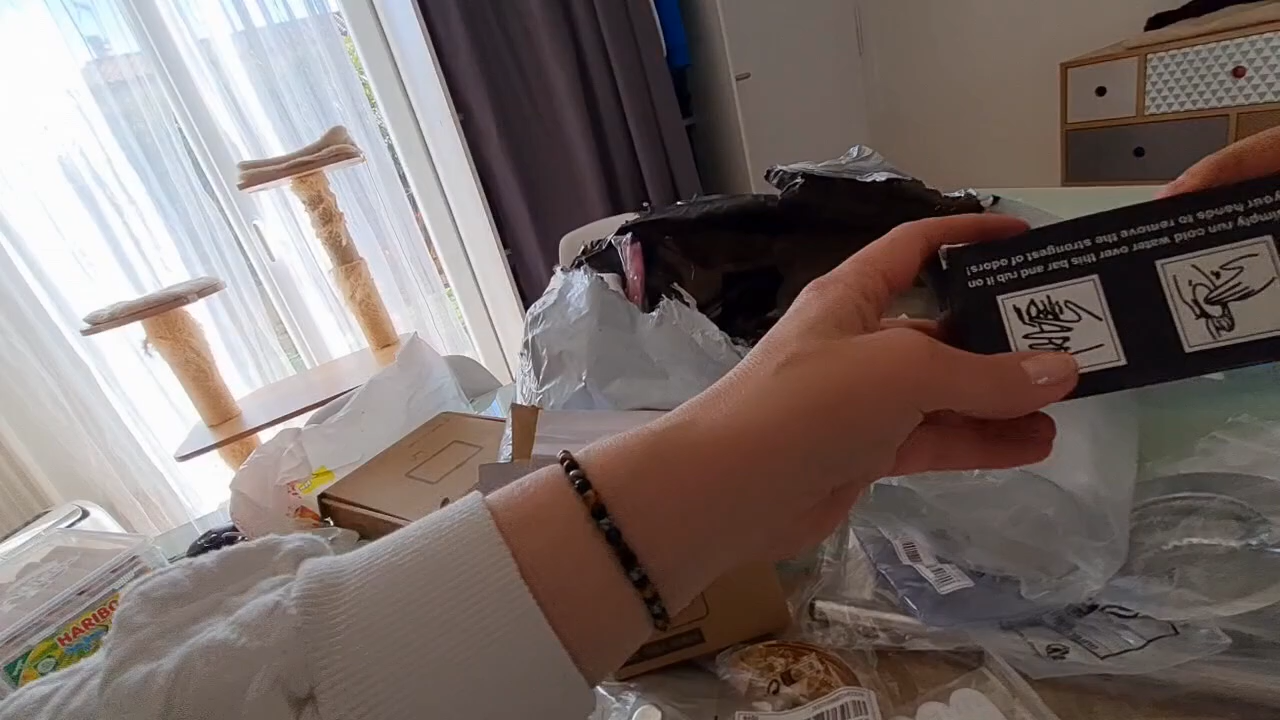 Simply run cold water over this bar and rub it on
your hands to remove the strongest of odors!
HARIBO